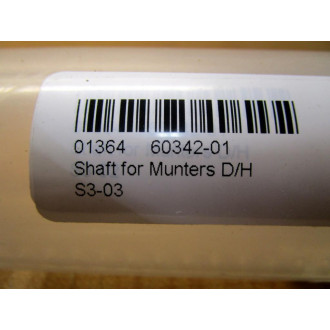 01364 60342-01
Shaft for Munters D/H
S3-03